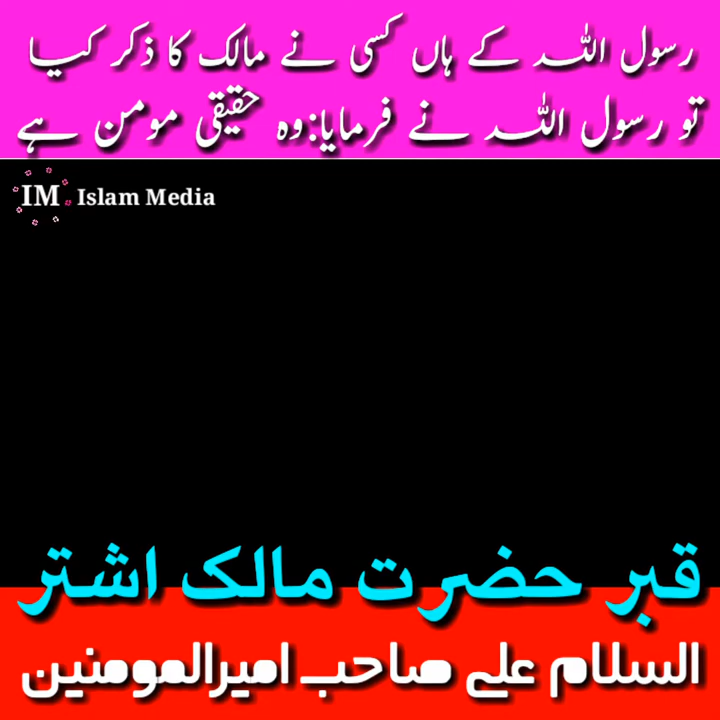 رسول اللہ کے ہاں کسی نے مالک کا ذکر کیا
تو رسول اللہ نے فرمایا:وہ حقیقی مومن ہے
IM Islam Media
قبر حضرت مالک اشتر
السلام علی صاحب امیرالمومنین